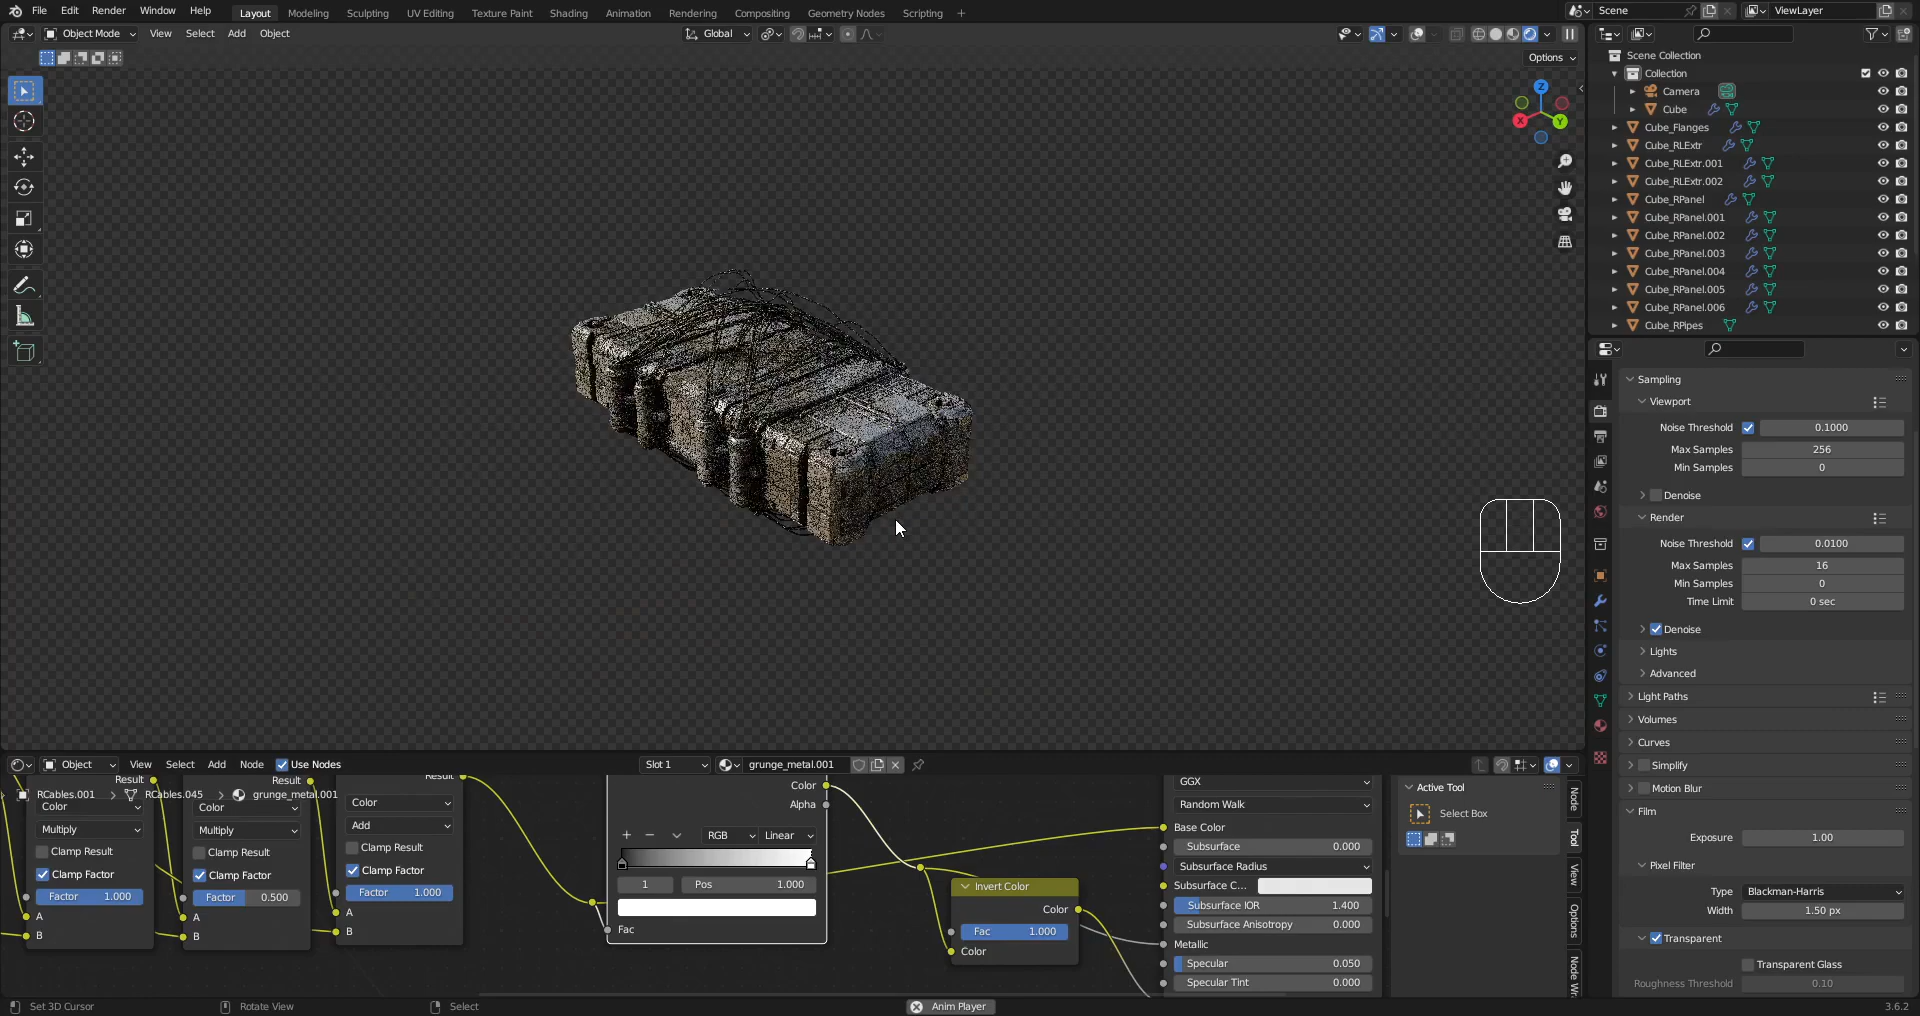 File Edit Render Window Help Layout Modeling Sculpting UV Editing Texture Paint Shading Animation Rendering Compositing Geometry Nodes Scripting + Scene ViewLayer
Object Mode View Select Add Object Global
Options
Z
X
Y
Scene Collection
Collection
Camera
Cube
Cube_Flanges
Cube_RLExtr
Cube_RLExtr.001
Cube_RLExtr.002
Cube_RPanel
Cube_RPanel.001
Cube_RPanel.002
Cube_RPanel.003
Cube_RPanel.004
Cube_RPanel.005
Cube_RPanel.006
Cube_RPipes
Sampling
Viewport
Noise Threshold 0.1000
Max Samples 256
Min Samples 0
Denoise
Render
Noise Threshold 0.0100
Max Samples 16
Min Samples 0
Time Limit 0 sec
Denoise
Lights
Advanced
Light Paths
Volumes
Curves
Simplify
Motion Blur
Film
Exposure 1.00
Pixel Filter
Type Blackman-Harris
Width 1.50 px
Transparent
Transparent Glass
Roughness Threshold 0.10
Object View Select Add Node Use Nodes Slot 1 grunge_metal.001
RCables.001 RCables.045 grunge_metal.001
Result
Color
Multiply
Clamp Result
Clamp Factor
Factor 1.000
A
B
Result
Color
Multiply
Clamp Result
Clamp Factor
Factor 0.500
A
B
Result
Color
Add
Clamp Result
Clamp Factor
Factor 1.000
A
B
Color
Alpha
+ − RGB Linear
1 Pos 1.000
Fac
Invert Color
Color
Fac 1.000
Color
GGX
Random Walk
Base Color
Subsurface 0.000
Subsurface Radius
Subsurface C...
Subsurface IOR 1.400
Subsurface Anisotropy 0.000
Metallic
Specular 0.050
Specular Tint 0.000
Active Tool
Select Box
Node
Tool
View
Options
Node Wr
Set 3D Cursor Rotate View Select Anim Player 3.6.2